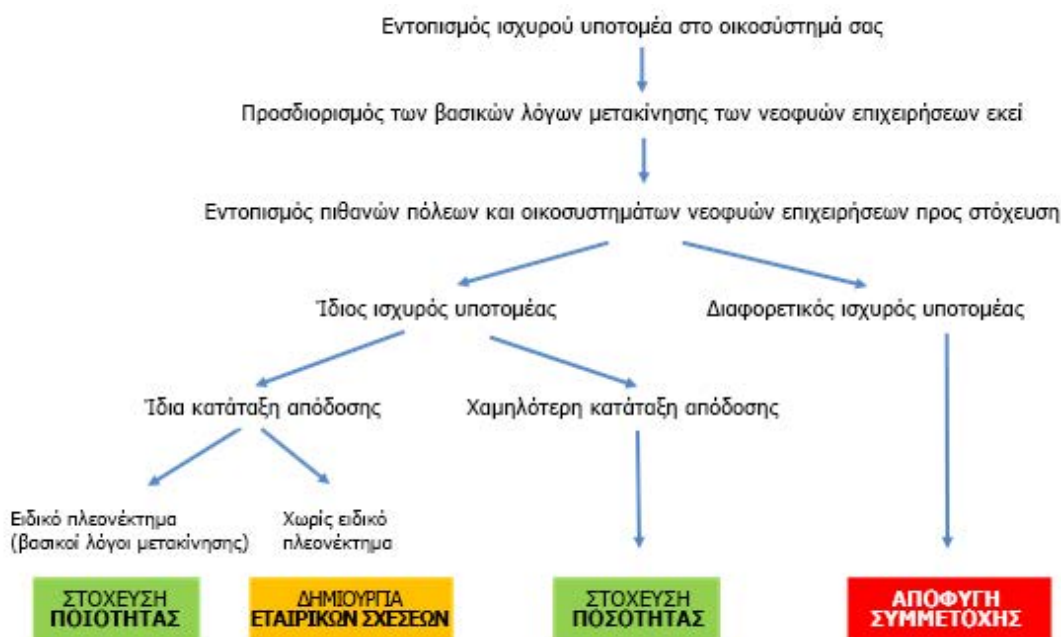 Εντοπισμός ισχυρού υποτομέα στο οικοσύστημά σας
Προσδιορισμός των βασικών λόγων μετακίνησης των νεοφυών επιχειρήσεων εκεί
Εντοπισμός πιθανών πόλεων και οικοσυστημάτων νεοφυών επιχειρήσεων προς στόχευση
Ίδιος ισχυρός υποτομέας
Διαφορετικός ισχυρός υποτομέας
Ίδια κατάταξη απόδοσης
Χαμηλότερη κατάταξη απόδοσης
Ειδικό πλεονέκτημα
(βασικοί λόγοι μετακίνησης)
Χωρίς ειδικό
πλεονέκτημα
ΣΤΟΧΕΥΣΗ
ΠΟΙΟΤΗΤΑΣ
ΔΗΜΙΟΥΡΓΙΑ
ΕΤΑΙΡΙΚΩΝ ΣΧΕΣΕΩΝ
ΣΤΟΧΕΥΣΗ
ΠΟΣΟΤΗΤΑΣ
ΑΠΟΦΥΓΗ
ΣΥΜΜΕΤΟΧΗΣ